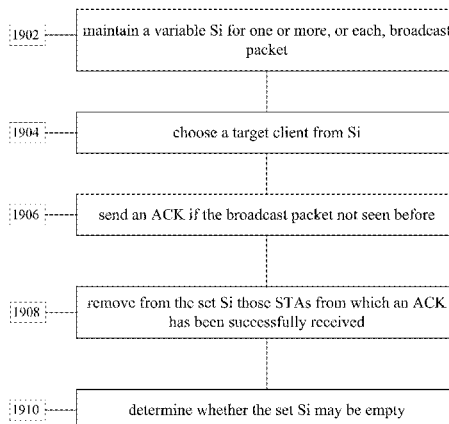 1902
maintain a variable Si for one or more, or each, broadcast
packet
1904
choose a target client from Si
1906
send an ACK if the broadcast packet not seen before
1908
remove from the set Si those STAs from which an ACK
has been successfully received
1910
determine whether the set Si may be empty